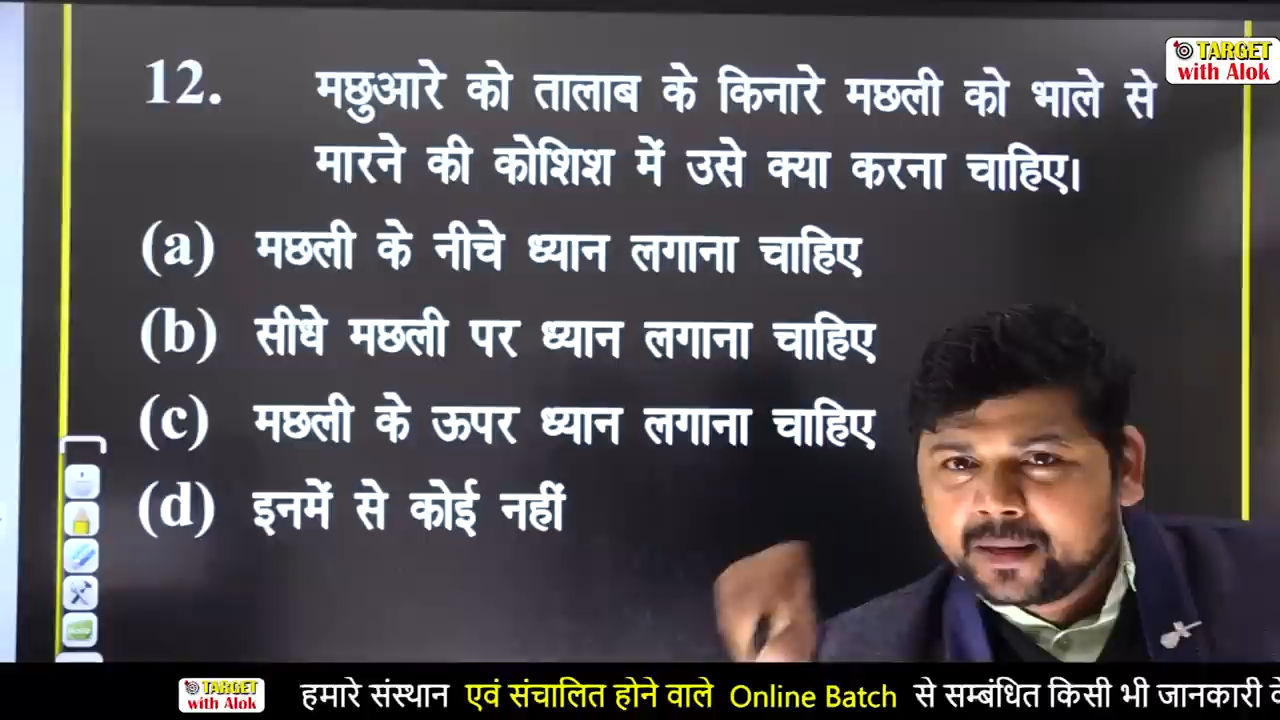 TARGET
with Alok
12. मछुआरे को तालाब के किनारे मछली को भाले से
मारने की कोशिश में उसे क्या करना चाहिए।
(a) मछली के नीचे ध्यान लगाना चाहिए
(b) सीधे मछली पर ध्यान लगाना चाहिए
(c) मछली के ऊपर ध्यान लगाना चाहिए
(d) इनमें से कोई नहीं
TARGET
with Alok
हमारे संस्थान एवं संचालित होने वाले Online Batch से सम्बंधित किसी भी जानकारी